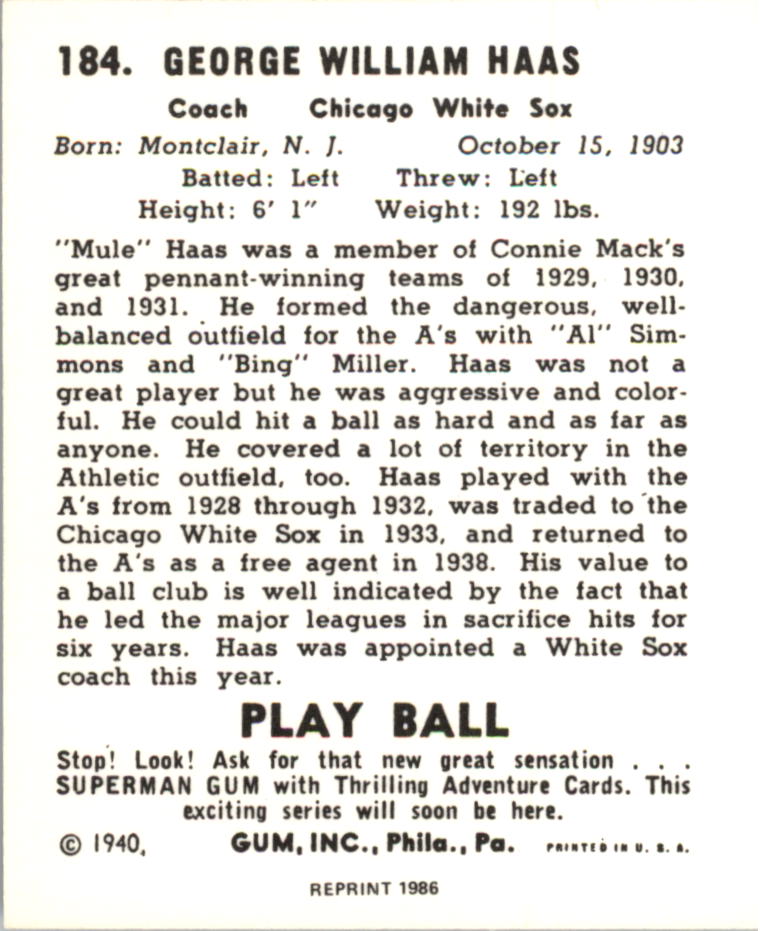 184. GEORGE WILLIAM HAAS
Coach Chicago White Sox
Born: Montclair, N. J. October 15, 1903
Batted: Left Threw: Left
Height: 6' 1" Weight: 192 lbs.
"Mule" Haas was a member of Connie Mack's
great pennant-winning teams of 1929, 1930,
and 1931. He formed the dangerous, well-
balanced outfield for the A's with "Al" Sim-
mons and "Bing" Miller. Haas was not a
great player but he was aggressive and color-
ful. He could hit a ball as hard and as far as
anyone. He covered a lot of territory in the
Athletic outfield, too. Haas played with the
A's from 1928 through 1932, was traded to the
Chicago White Sox in 1933, and returned to
the A's as a free agent in 1938. His value to
a ball club is well indicated by the fact that
he led the major leagues in sacrifice hits for
six years. Haas was appointed a White Sox
coach this year.
PLAY BALL
Stop! Look! Ask for that new great sensation . . .
SUPERMAN GUM with Thrilling Adventure Cards. This
exciting series will soon be here.
© 1940, GUM, INC., Phila., Pa. PRINTED IN U. S. A.
REPRINT 1986